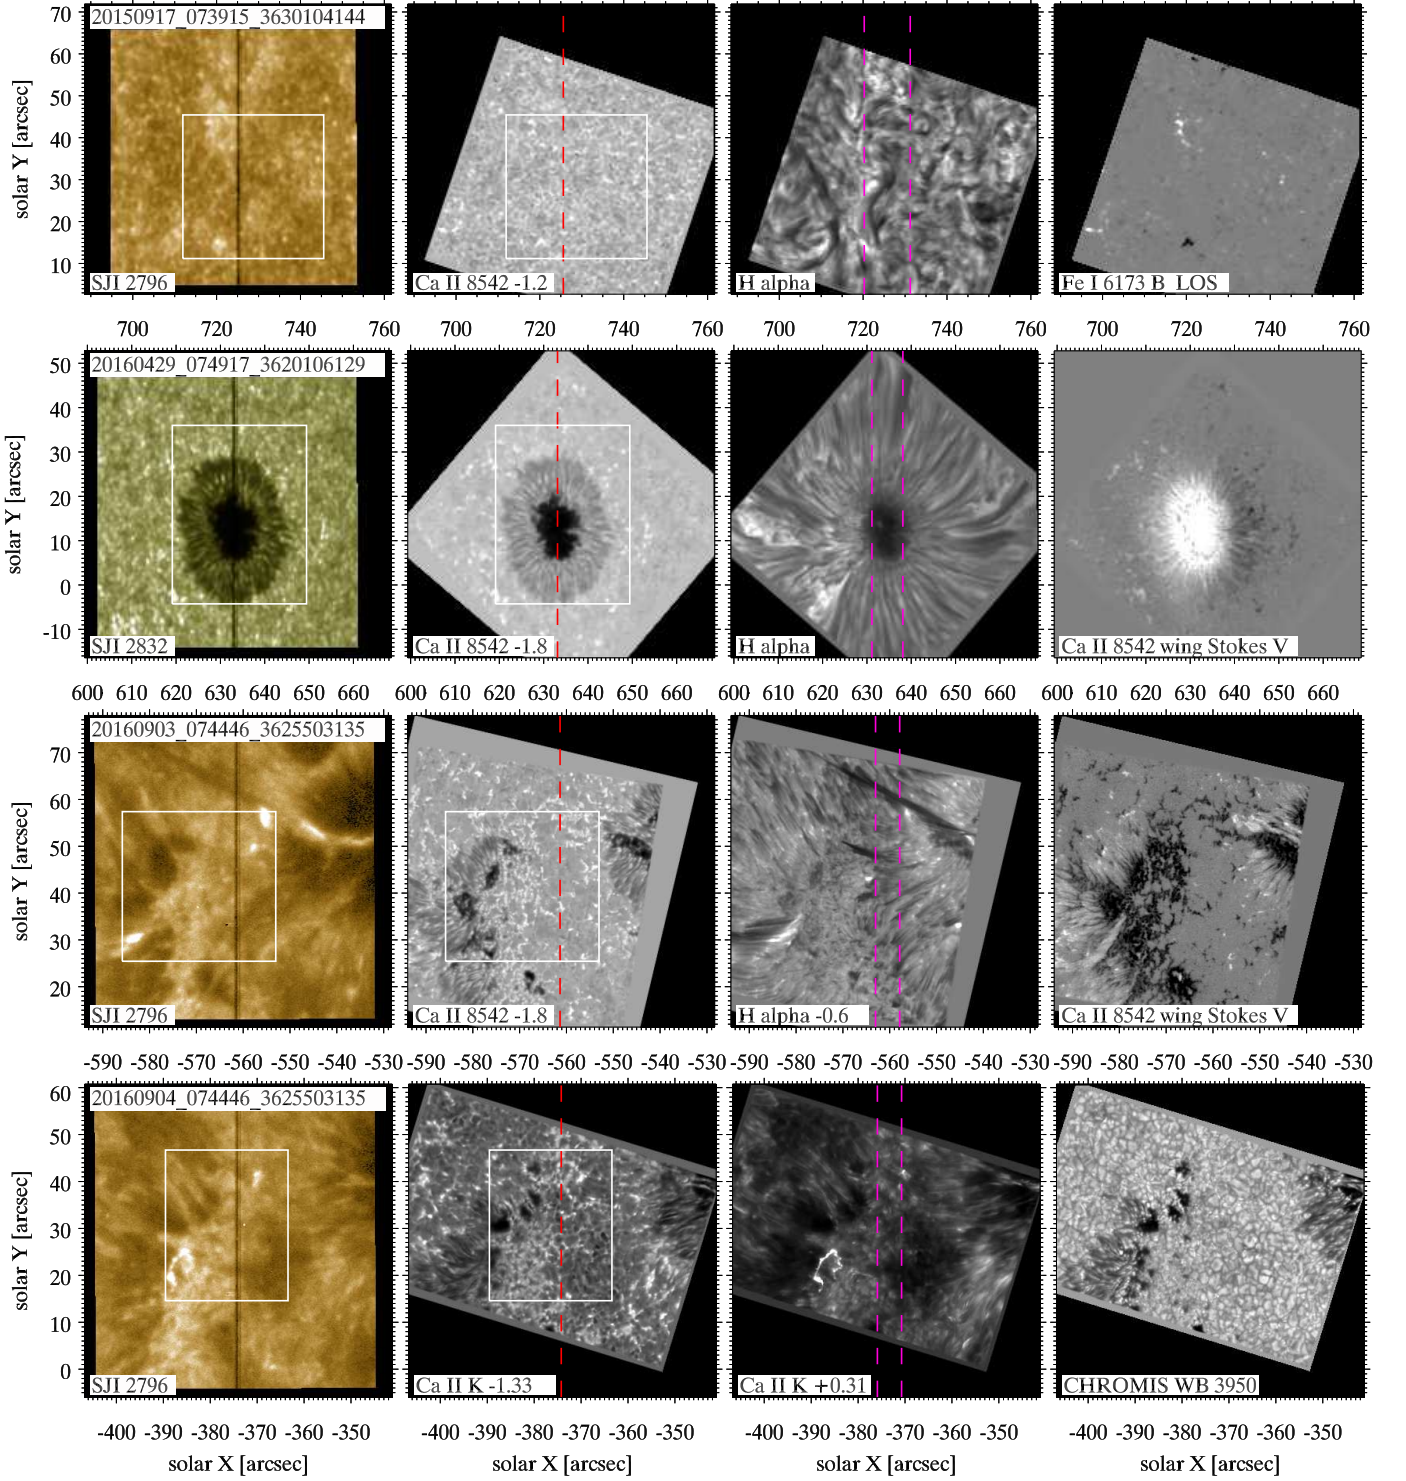 20150917_073915_3630104144
solar Y [arcsec]
70
60
50
40
30
20
10
SJI 2796
Ca II 8542 -1.2
H alpha
Fe I 6173 B LOS
700 720 740 760 700 720 740 760 700 720 740 760 700 720 740 760
20160429_074917_3620106129
solar Y [arcsec]
50
40
30
20
10
0
-10
SJI 2832
Ca II 8542 -1.8
H alpha
Ca II 8542 wing Stokes V
600 610 620 630 640 650 660 600 610 620 630 640 650 660 600 610 620 630 640 650 660 600 610 620 630 640 650 660
20160903_074446_3625503135
solar Y [arcsec]
70
60
50
40
30
20
SJI 2796
Ca II 8542 -1.8
H alpha -0.6
Ca II 8542 wing Stokes V
-590 -580 -570 -560 -550 -540 -530 -590 -580 -570 -560 -550 -540 -530 -590 -580 -570 -560 -550 -540 -530 -590 -580 -570 -560 -550 -540 -530
20160904_074446_3625503135
solar Y [arcsec]
60
50
40
30
20
10
0
SJI 2796
Ca II K -1.33
Ca II K +0.31
CHROMIS WB 3950
-400 -390 -380 -370 -360 -350 -400 -390 -380 -370 -360 -350 -400 -390 -380 -370 -360 -350 -400 -390 -380 -370 -360 -350
solar X [arcsec] solar X [arcsec] solar X [arcsec] solar X [arcsec]